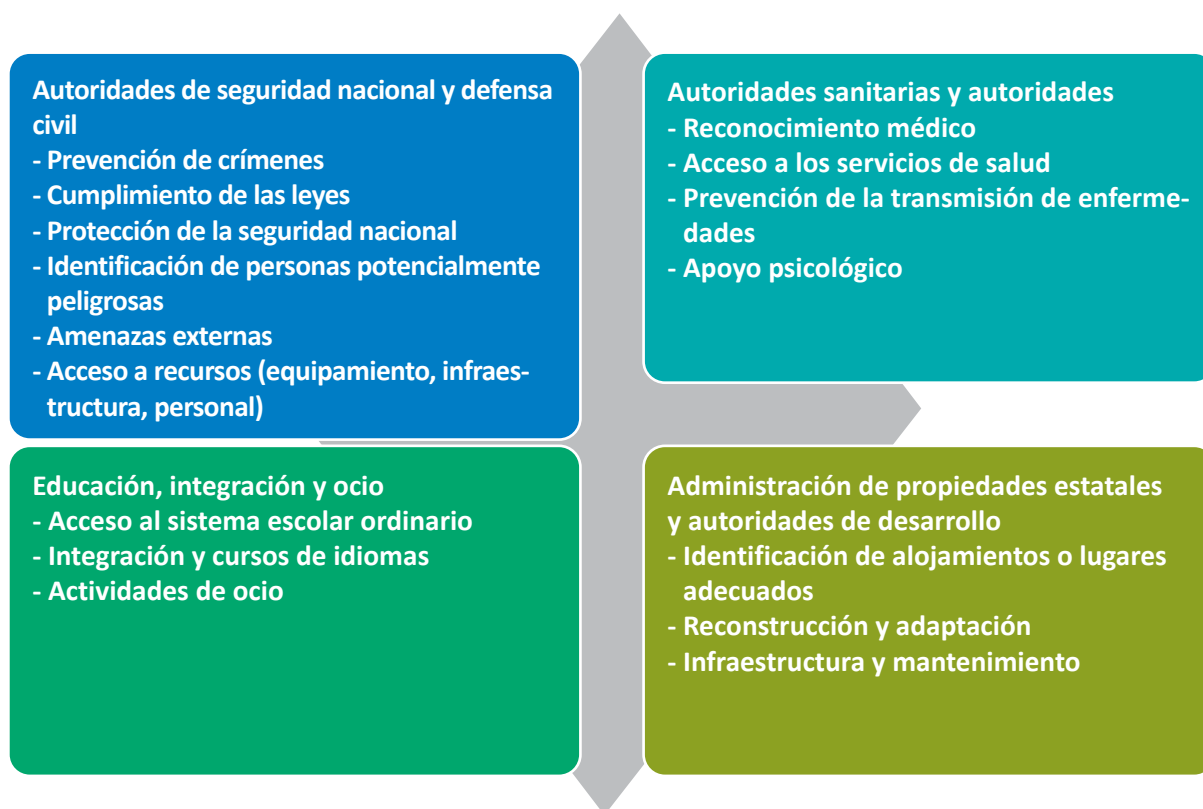 Autoridades de seguridad nacional y defensa
civil
- Prevención de crímenes
- Cumplimiento de las leyes
- Protección de la seguridad nacional
- Identificación de personas potencialmente
peligrosas
- Amenazas externas
- Acceso a recursos (equipamiento, infraes-
tructura, personal)
Autoridades sanitarias y autoridades
- Reconocimiento médico
- Acceso a los servicios de salud
- Prevención de la transmisión de enferme-
dades
- Apoyo psicológico
Educación, integración y ocio
- Acceso al sistema escolar ordinario
- Integración y cursos de idiomas
- Actividades de ocio
Administración de propiedades estatales
y autoridades de desarrollo
- Identificación de alojamientos o lugares
adecuados
- Reconstrucción y adaptación
- Infraestructura y mantenimiento